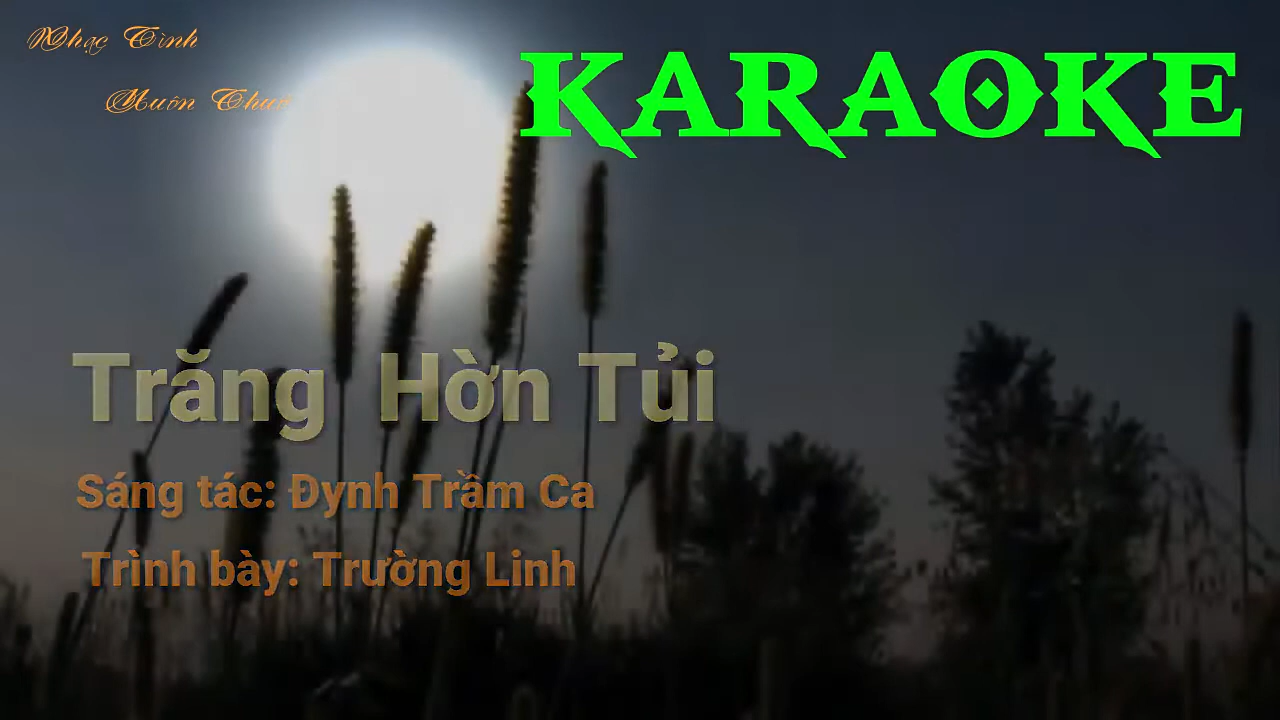 Nhạc Tình
KARAOKE
Muôn Thuở
Trăng Hờn Tủi
Sáng tác: Đynh Trầm Ca
Trình bày: Trường Linh